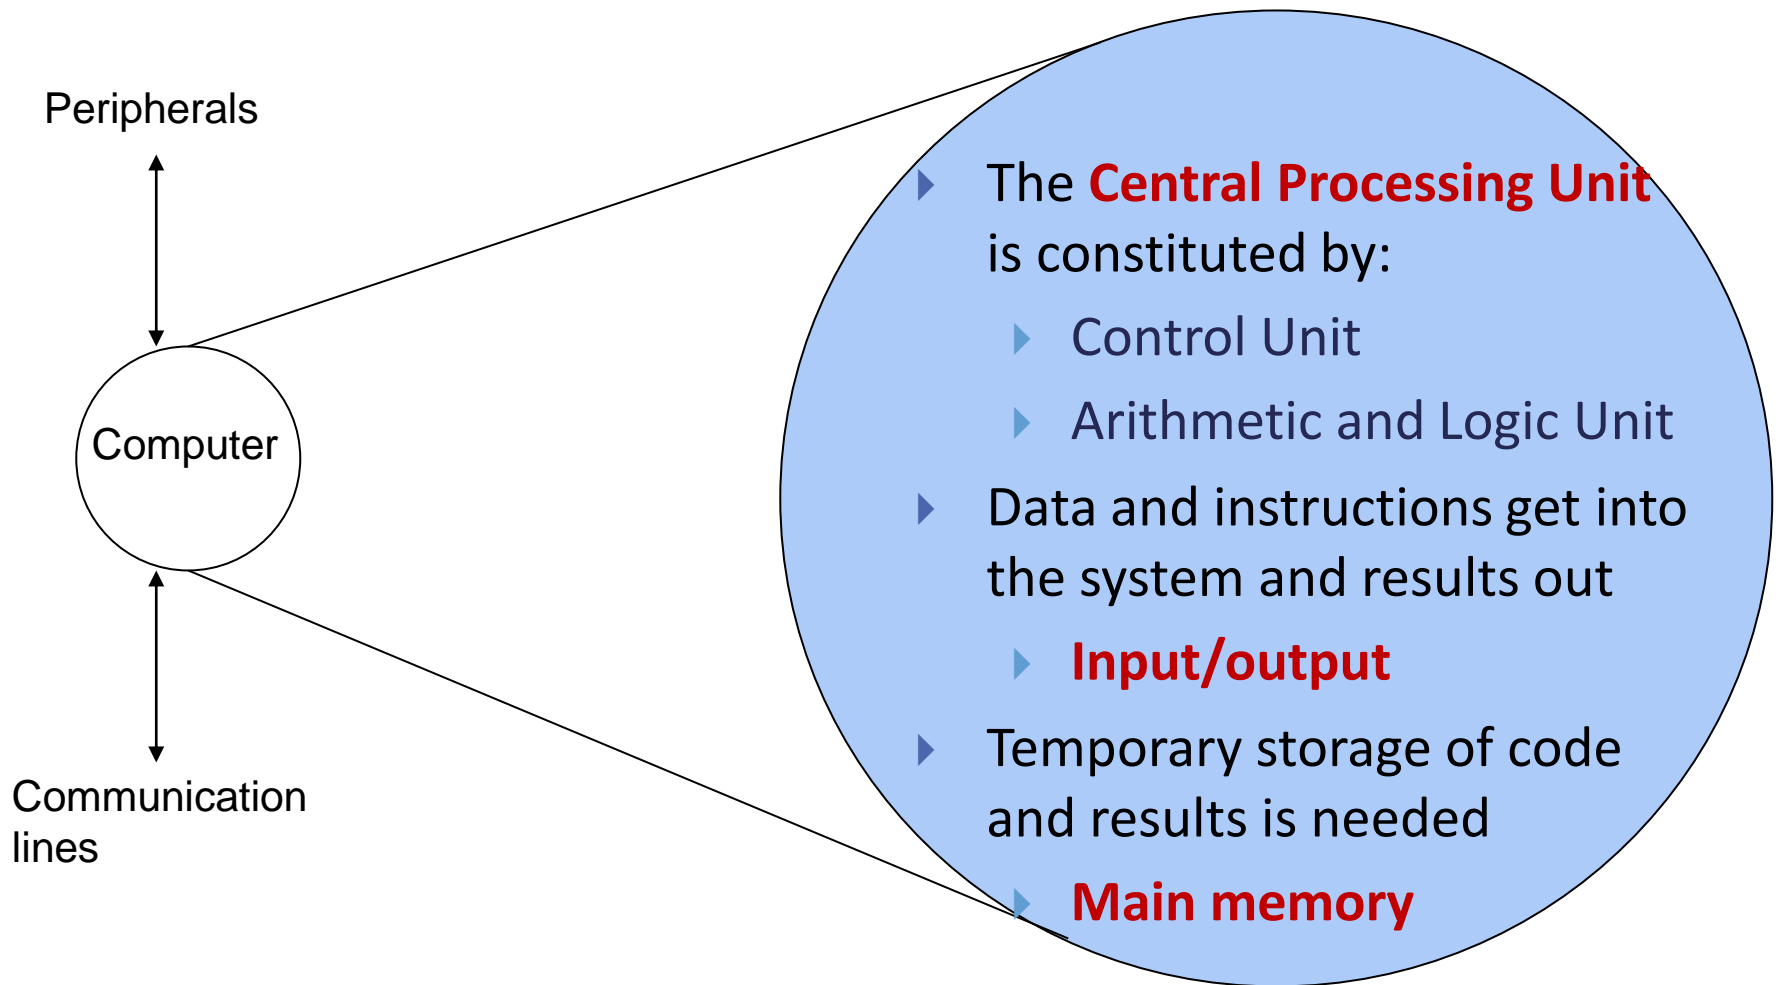 Peripherals
Computer
Communication
lines
The Central Processing Unit
is constituted by:
Control Unit
Arithmetic and Logic Unit
Data and instructions get into
the system and results out
Input/output
Temporary storage of code
and results is needed
Main memory